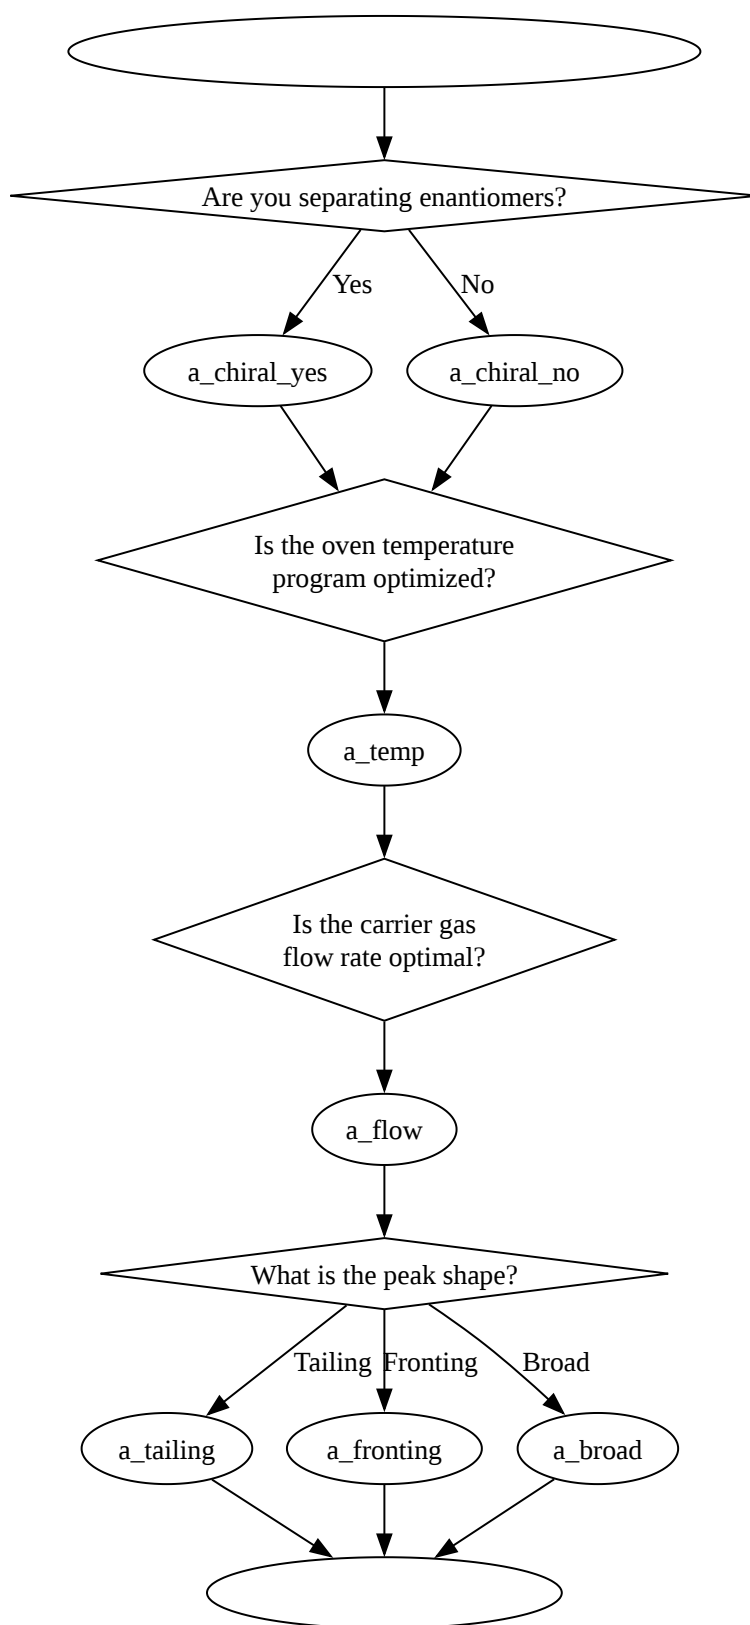 Are you separating enantiomers?
Yes
No
a_chiral_yes
a_chiral_no
Is the oven temperature
program optimized?
a_temp
Is the carrier gas
flow rate optimal?
a_flow
What is the peak shape?
Tailing
Fronting
Broad
a_tailing
a_fronting
a_broad